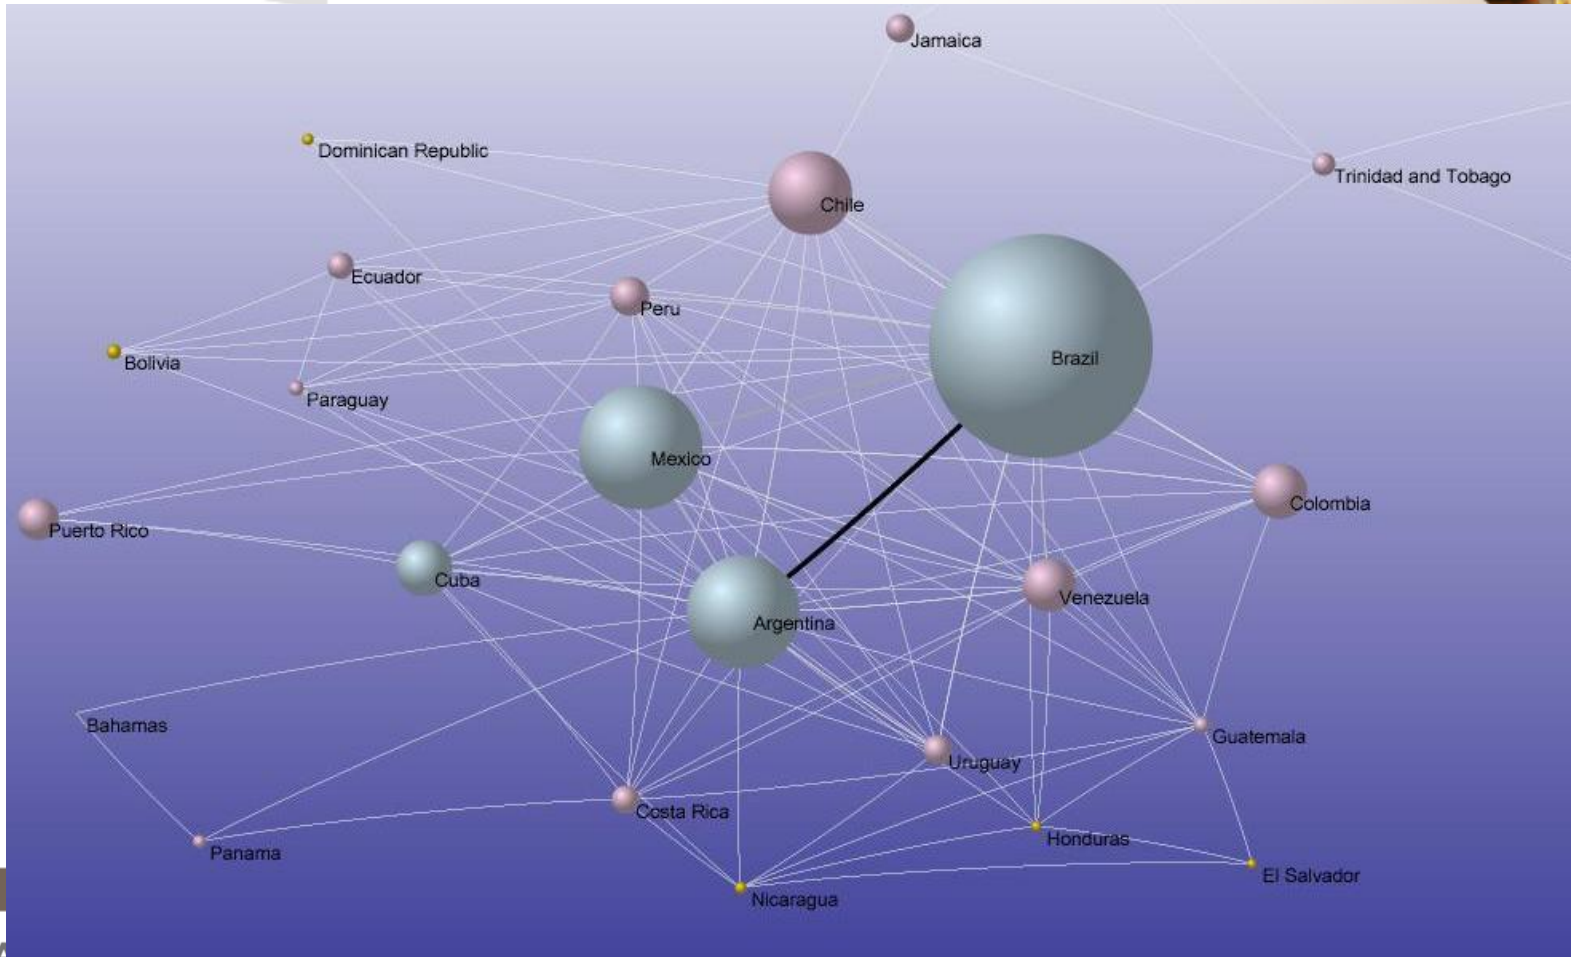 Jamaica
Dominican Republic
Trinidad and Tobago
Chile
Ecuador
Peru
Brazil
Bolivia
Paraguay
Mexico
Colombia
Puerto Rico
Cuba
Venezuela
Argentina
Bahamas
Guatemala
Uruguay
Costa Rica
Honduras
Panama
El Salvador
Nicaragua